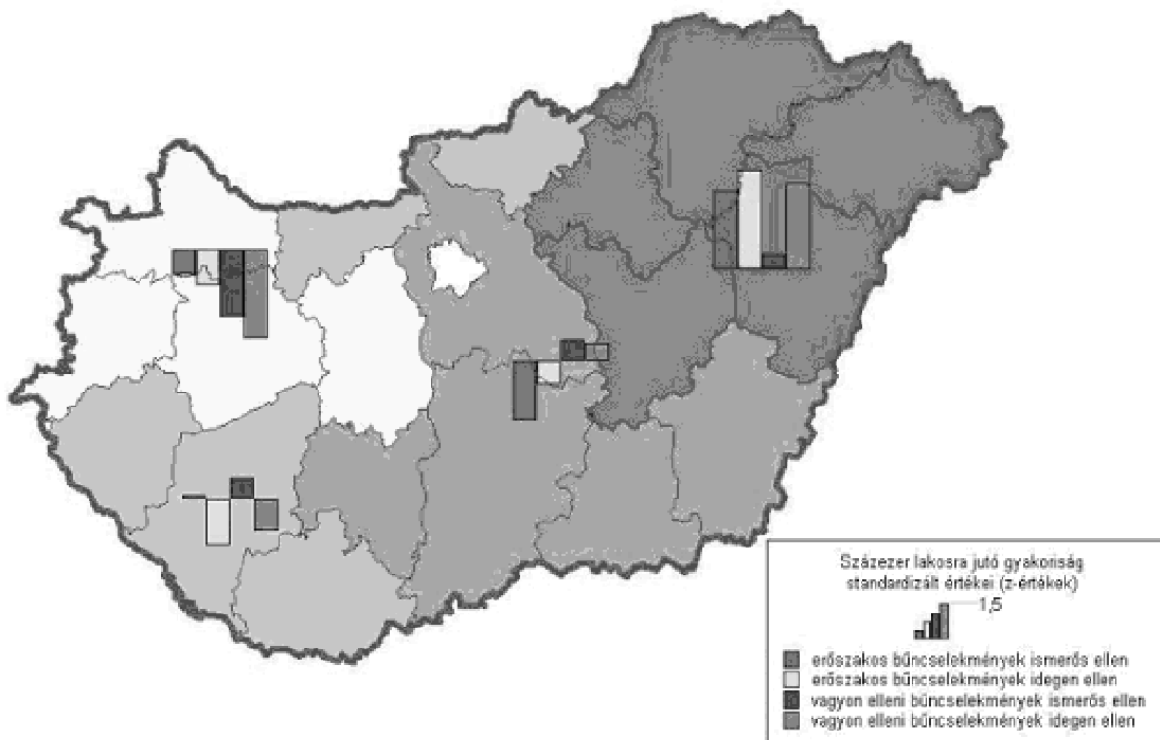 Százezer lakosra jutó gyakoriság
standardizált értékei (z-értékek)
1,5
erőszakos bűncselekmények ismerős ellen
erőszakos bűncselekmények idegen ellen
vagyon elleni bűncselekmények ismerős ellen
vagyon elleni bűncselekmények idegen ellen